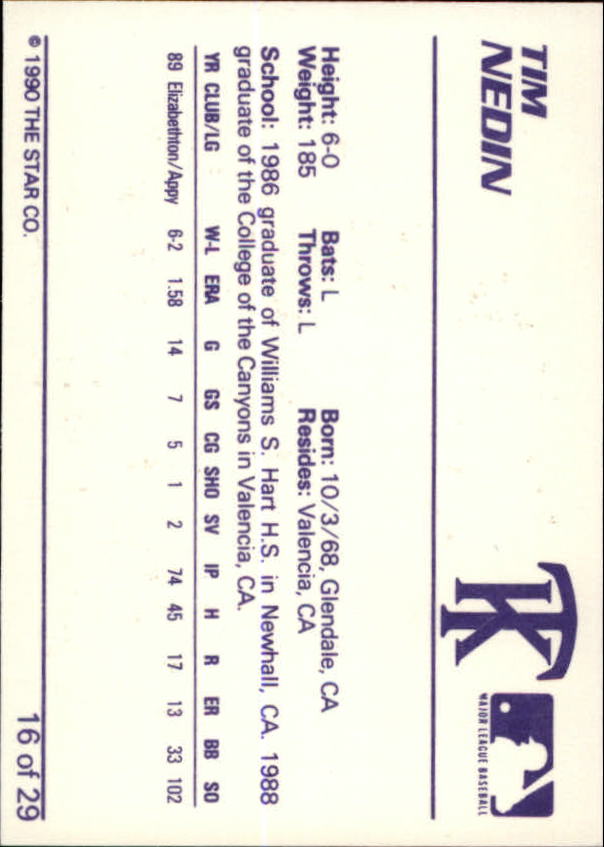 TIM
NEDIN
TK
MAJOR LEAGUE BASEBALL
Height: 6-0 Bats: L Born: 10/3/68, Glendale, CA
Weight: 185 Throws: L Resides: Valencia, CA
School: 1986 graduate of Williams S. Hart H.S. in Newhall, CA. 1988
graduate of the College of the Canyons in Valencia, CA.
YR CLUB/LG W-L ERA G GS CG SHO SV IP H R ER BB SO
89 Elizabethton/Appy 6-2 1.58 14 7 5 1 2 74 45 17 13 33 102
© 1990 THE STAR CO. 16 of 29